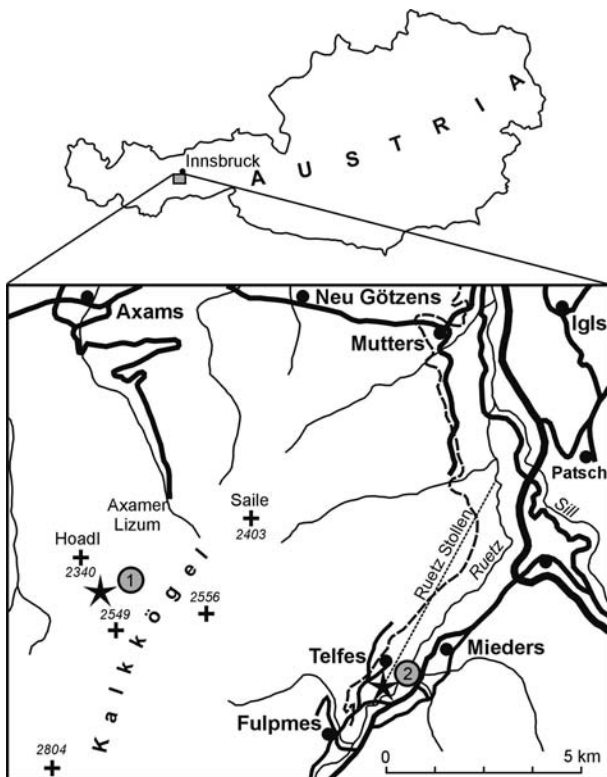 Innsbruck
AUSTRIA
Axams
Neu Götzens
Mutters
Igls
Patsch
Sill
Axamer
Lizum
Saile
2403
Hoadl
2340
1
2549
2556
Kalkkögel
Ruetz Stollen
Ruetz
Telfes
2
Mieders
Fulpmes
2804
0
5 km